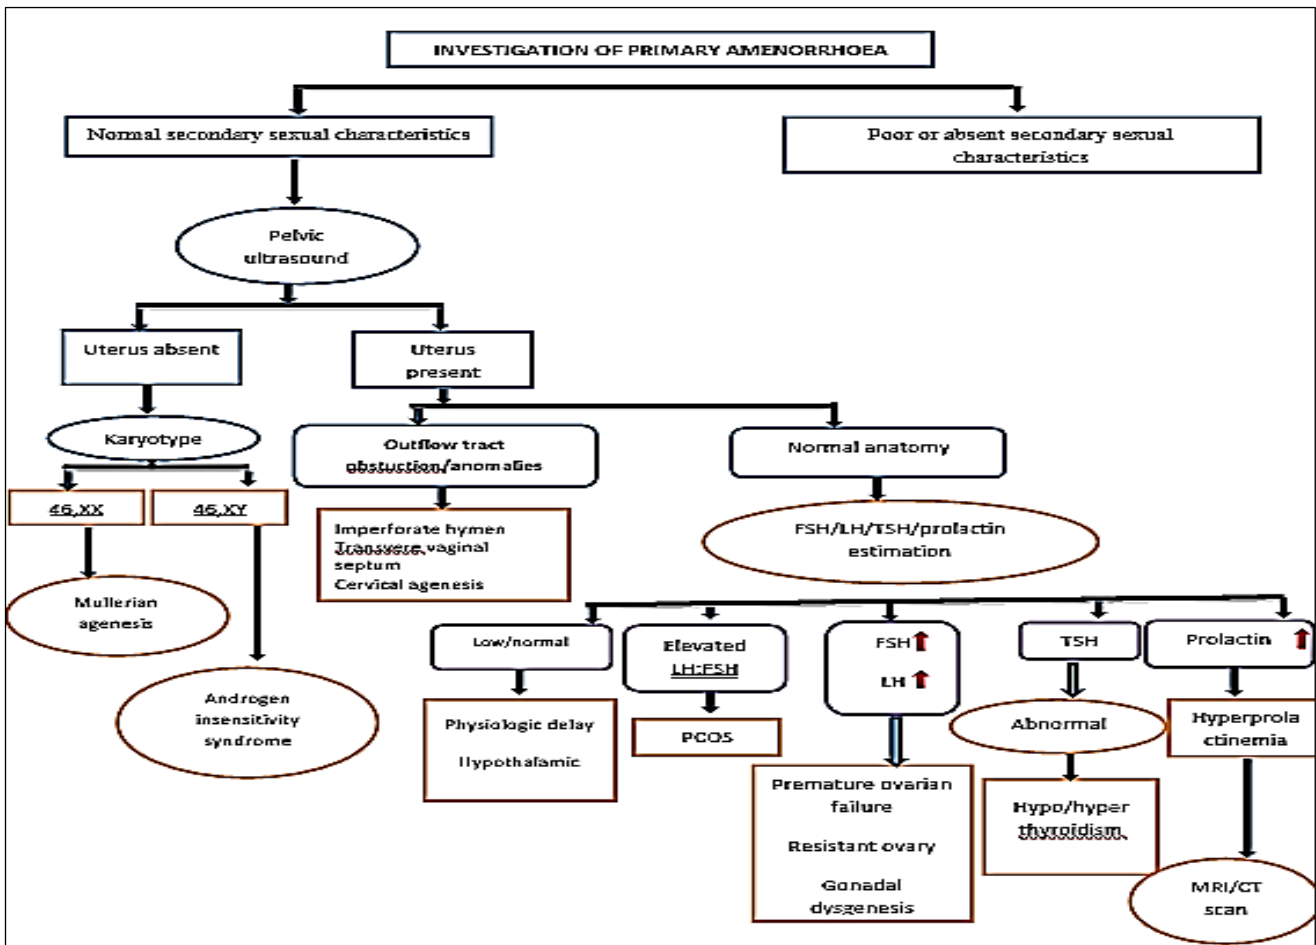 INVESTIGATION OF PRIMARY AMENORRHOEA
Normal secondary sexual characteristics
Poor or absent secondary sexual
characteristics
Pelvic
ultrasound
Uterus absent
Uterus
present
Karyotype
Outflow tract
obstuction/anomalies
Normal anatomy
46,XX
46,XY
Imperforate hymen
Transvere vaginal
septum
Cervical agenesis
FSH/LH/TSH/prolactin
estimation
Mullerian
agenesis
Androgen
insensitivity
syndrome
Low/normal
Elevated
LH:FSH
FSH
LH
TSH
Prolactin
Physiologic delay
Hypothalamic
PCOS
Premature ovarian
failure
Resistant ovary
Gonadal
dysgenesis
Abnormal
Hypo/hyper
thyroidism
Hyperprola
ctinemia
MRI/CT
scan